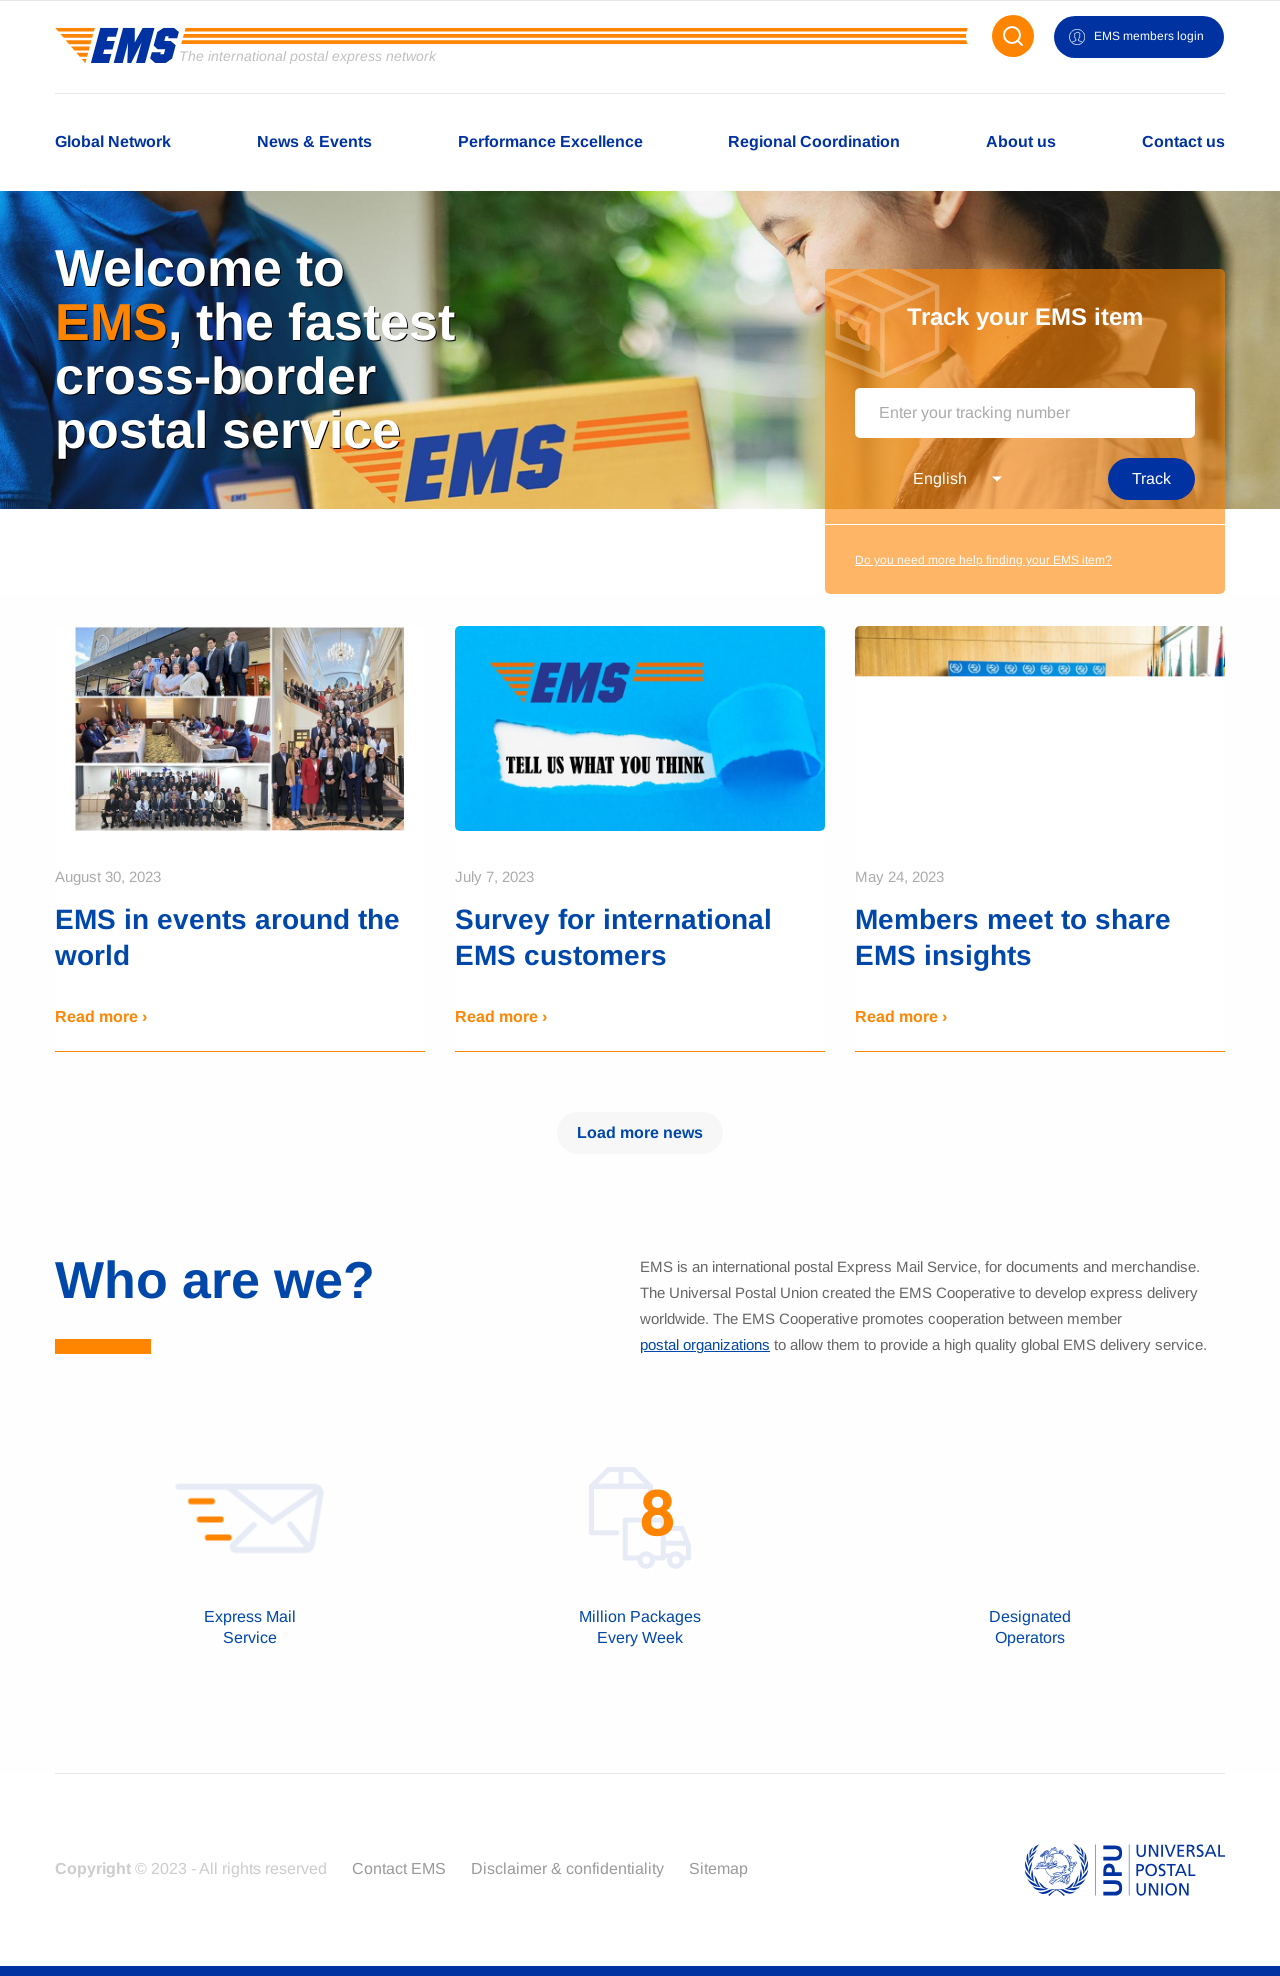 EMS
The international postal express network
EMS members login
Global Network
News & Events
Performance Excellence
Regional Coordination
About us
Contact us
Welcome to
EMS, the fastest
cross-border
postal service
EMS
EMS
Track your EMS item
Enter your tracking number
English
Track
Do you need more help finding your EMS item?
EMS
TELL US WHAT YOU THINK
August 30, 2023
EMS in events around the
world
Read more ›
July 7, 2023
Survey for international
EMS customers
Read more ›
May 24, 2023
Members meet to share
EMS insights
Read more ›
Load more news
Who are we?
EMS is an international postal Express Mail Service, for documents and merchandise.
The Universal Postal Union created the EMS Cooperative to develop express delivery
worldwide. The EMS Cooperative promotes cooperation between member
postal organizations to allow them to provide a high quality global EMS delivery service.
Express Mail
Service
8
Million Packages
Every Week
Designated
Operators
Copyright © 2023 - All rights reserved
Contact EMS
Disclaimer & confidentiality
Sitemap
UPU
UNIVERSAL
POSTAL
UNION